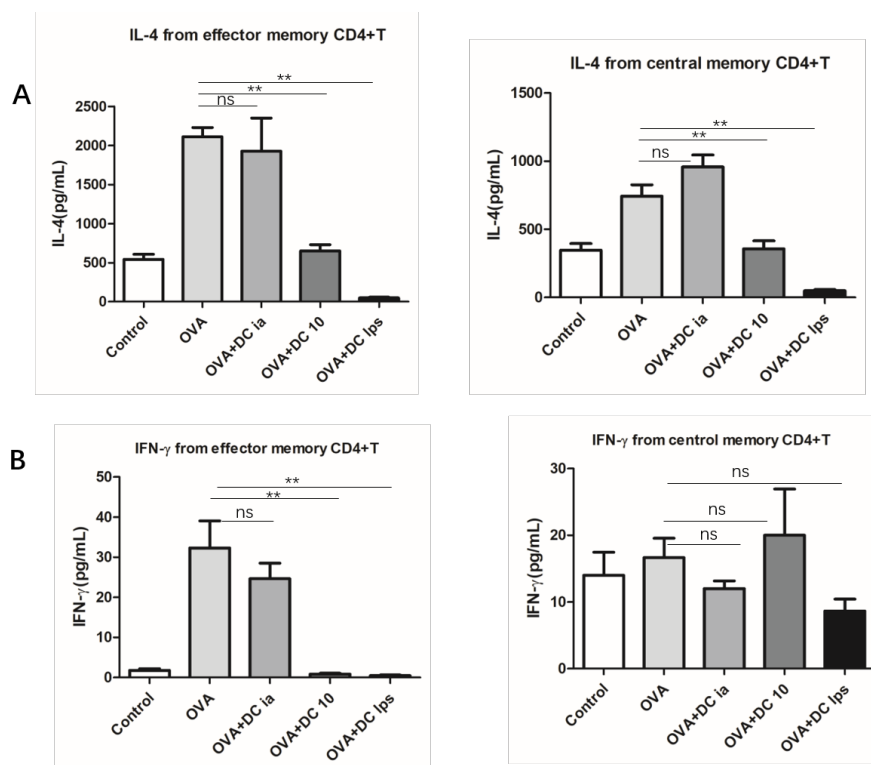 A
IL-4 from effector memory CD4+T
IL-4(pg/mL)
2500
2000
1500
1000
500
0
**
**
ns
Control
OVA
OVA+DC ia
OVA+DC 10
OVA+DC lps
IL-4 from central memory CD4+T
IL-4(pg/mL)
1500
1000
500
0
**
**
ns
Control
OVA
OVA+DC ia
OVA+DC 10
OVA+DC lps
B
IFN-γ from effector memory CD4+T
IFN-γ(pg/mL)
50
40
30
20
10
0
**
**
ns
Control
OVA
OVA+DC ia
OVA+DC 10
OVA+DC lps
IFN-γ from central memory CD4+T
IFN-γ(pg/mL)
30
20
10
0
ns
ns
ns
Control
OVA
OVA+DC ia
OVA+DC 10
OVA+DC lps